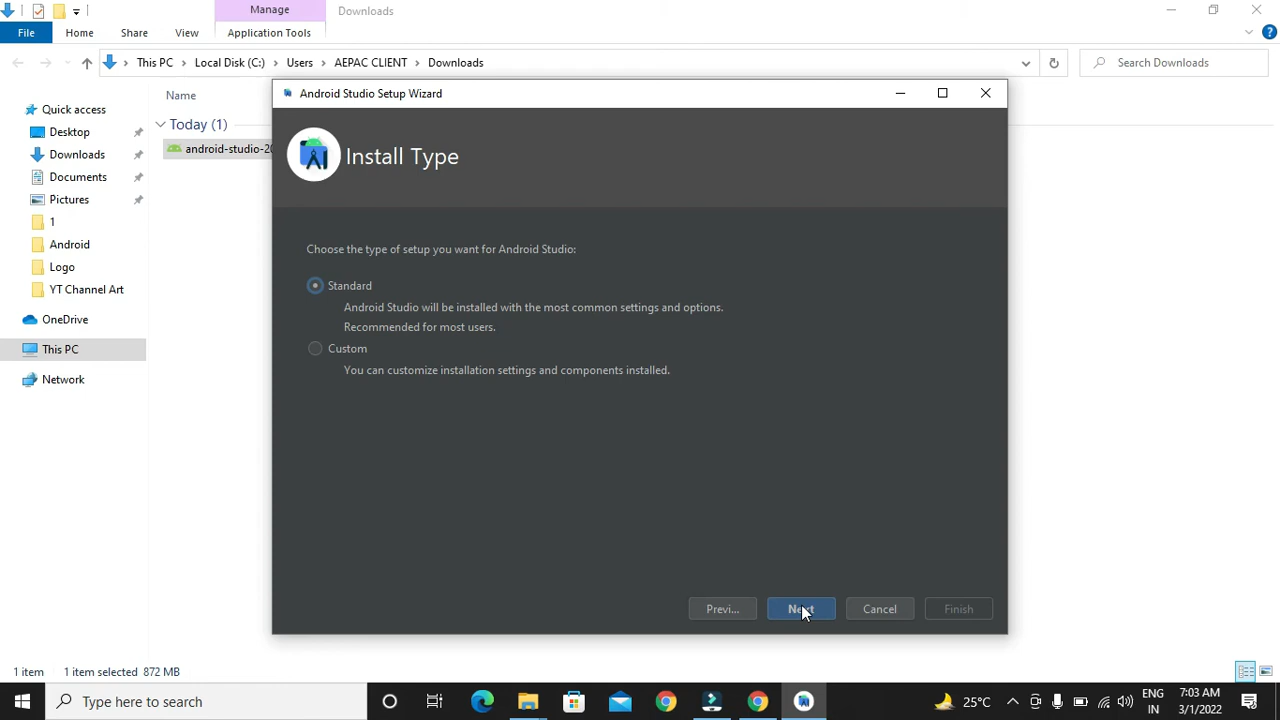 Manage
Downloads
File
Home
Share
View
Application Tools
This PC
Local Disk (C:)
Users
AEPAC CLIENT
Downloads
Search Downloads
Quick access
Desktop
Downloads
Documents
Pictures
1
Android
Logo
YT Channel Art
OneDrive
This PC
Network
Name
Today (1)
android-studio-20
Android Studio Setup Wizard
Install Type
Choose the type of setup you want for Android Studio:
Standard
Android Studio will be installed with the most common settings and options.
Recommended for most users.
Custom
You can customize installation settings and components installed.
Previ...
Next
Cancel
Finish
1 item
1 item selected 872 MB
Type here to search
25°C
ENG
IN
7:03 AM
3/1/2022